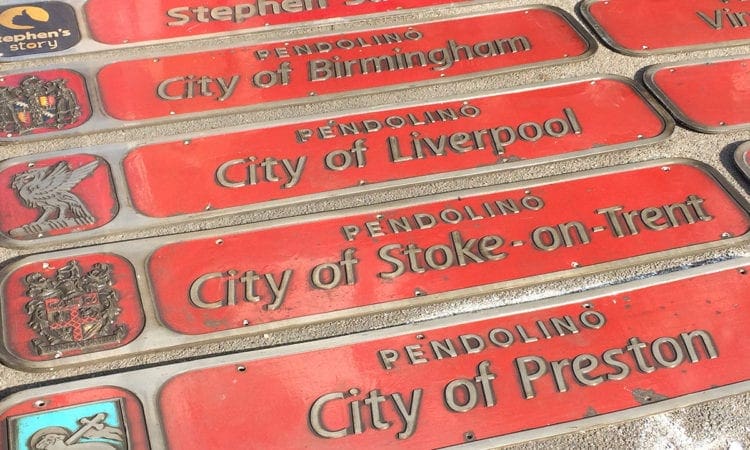 Stephen
Stephen's
story
PENDOLINO
City of Birmingham
PENDOLINO
City of Liverpool
PENDOLINO
City of Stoke-on-Trent
PENDOLINO
City of Preston